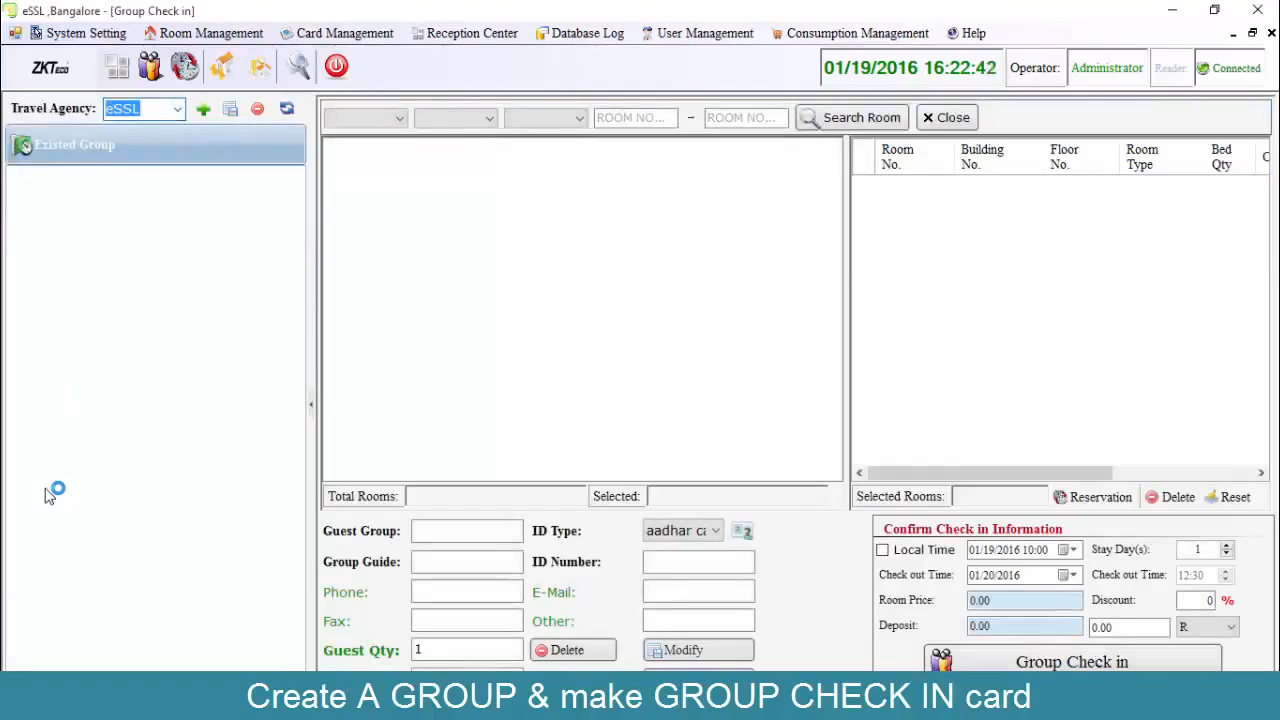 eSSL ,Bangalore - [Group Check in]
System Setting Room Management Card Management Reception Center Database Log User Management Consumption Management Help
ZKTeco 01/19/2016 16:22:42 Operator: Administrator Reader: Connected
Travel Agency: eSSL
ROOM NO... – ROOM NO... Search Room Close
Existed Group
Room No. Building No. Floor No. Room Type Bed Qty
Total Rooms: Selected: Selected Rooms: Reservation Delete Reset
Guest Group: ID Type: aadhar ca
Confirm Check in Information
Local Time 01/19/2016 10:00 Stay Day(s): 1
Group Guide: ID Number:
Check out Time: 01/20/2016 Check out Time: 12:30
Phone: E-Mail:
Room Price: 0.00 Discount: 0 %
Fax: Other:
Deposit: 0.00 0.00 R
Guest Qty: 1 Delete Modify
Group Check in
Create A GROUP & make GROUP CHECK IN card